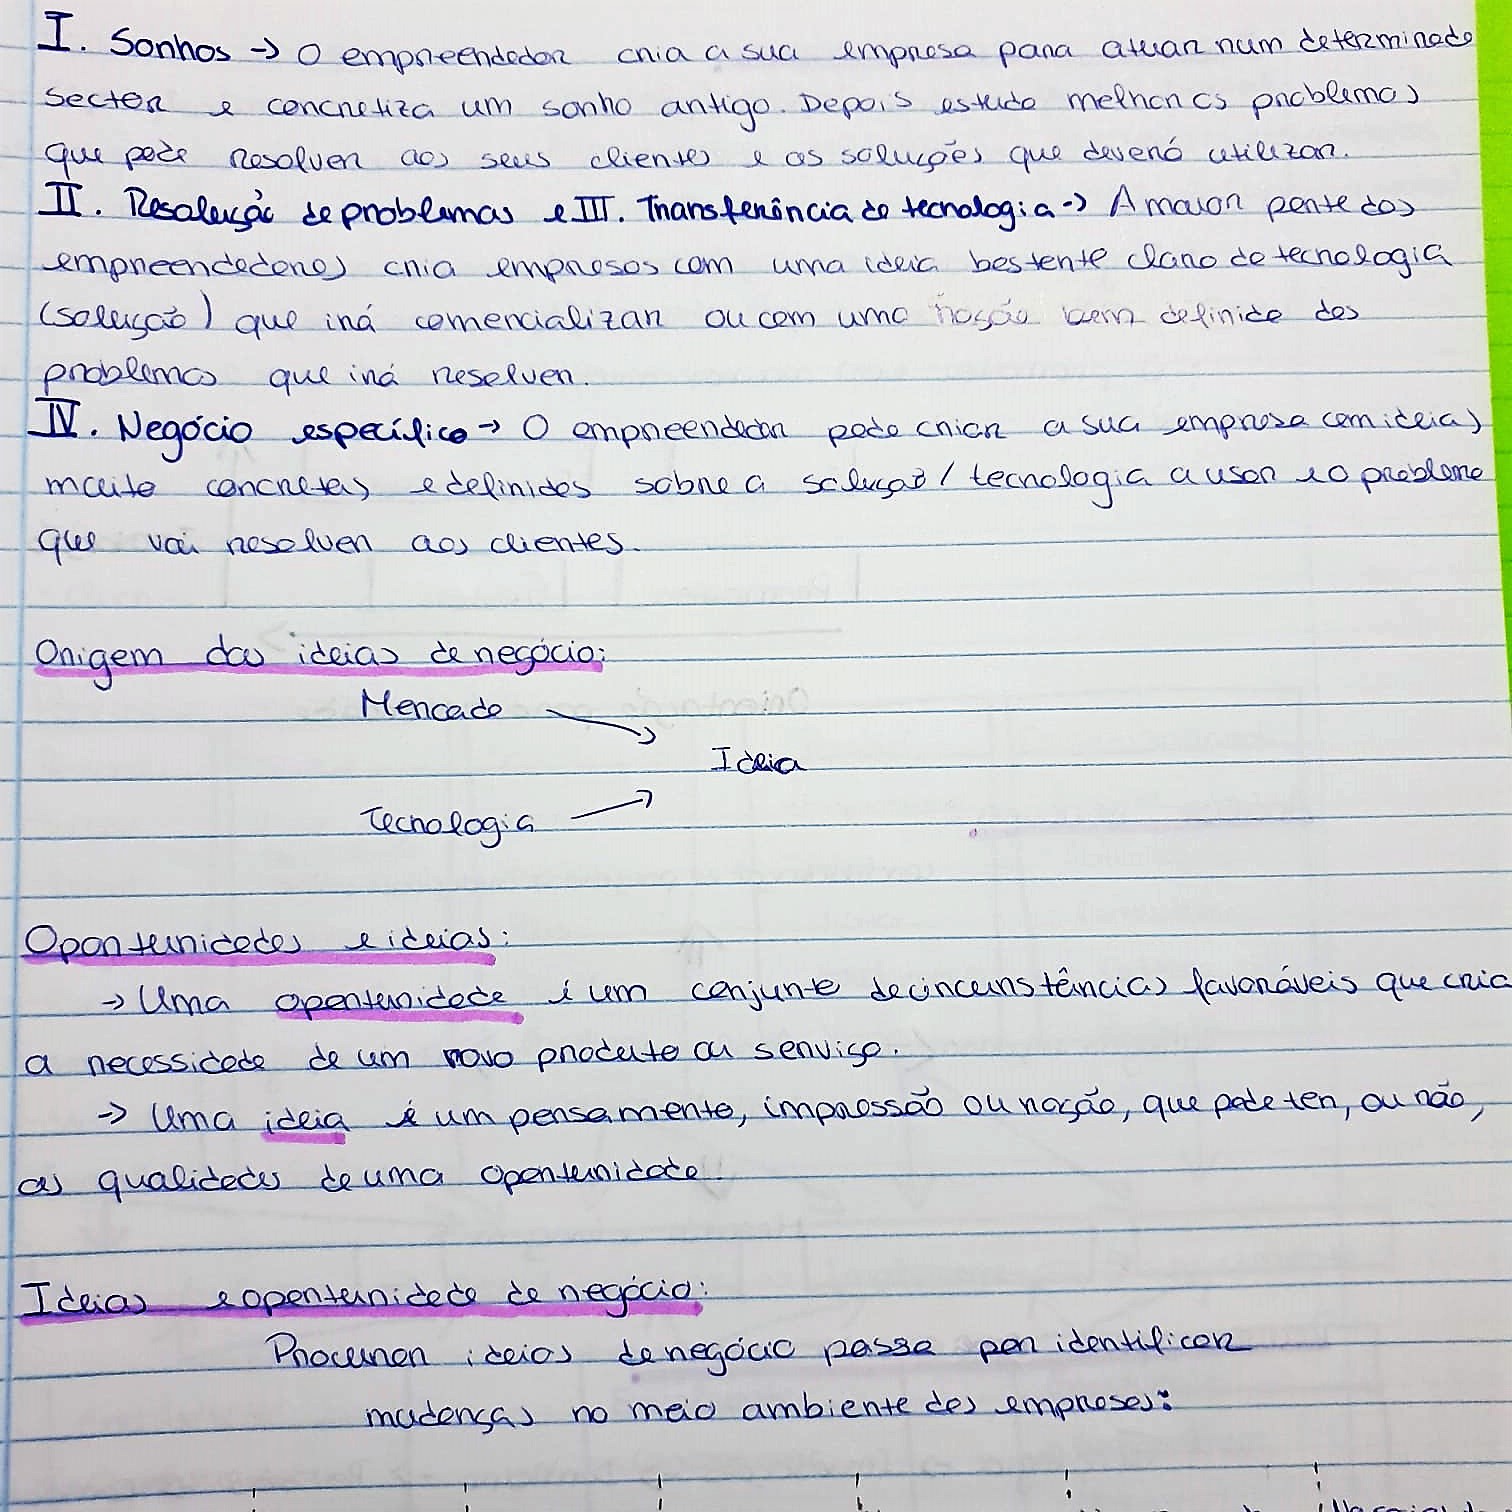 I. Sonhos → O empreendedor cria a sua empresa para atuar num determinado
sector e concretiza um sonho antigo. Depois estuda melhor os problemas
que pode resolver aos seus clientes e as soluções que deverá utilizar.
II. Resolução de problemas e III. Transferência de tecnologia → A maior parte dos
empreendedores cria empresas com uma ideia bastante clara de tecnologia
(solução) que irá comercializar ou com uma noção bem definida dos
problemas que irá resolver.
IV. Negócio específico → O empreendedor pode criar a sua empresa com ideias
muito concretas e definidas sobre a solução / tecnologia a usar e o problema
que vai resolver aos clientes.
Origem das ideias de negócio:
Mercado
Ideia
Tecnologia
Oportunidades e ideias:
→ Uma oportunidade é um conjunto de circunstâncias favoráveis que cria
a necessidade de um novo produto ou serviço.
→ Uma ideia é um pensamento, impressão ou noção, que pode ter, ou não,
as qualidades de uma oportunidade.
Ideias e oportunidade de negócio:
Procurar ideias de negócio passa por identificar
mudanças no meio ambiente das empresas: